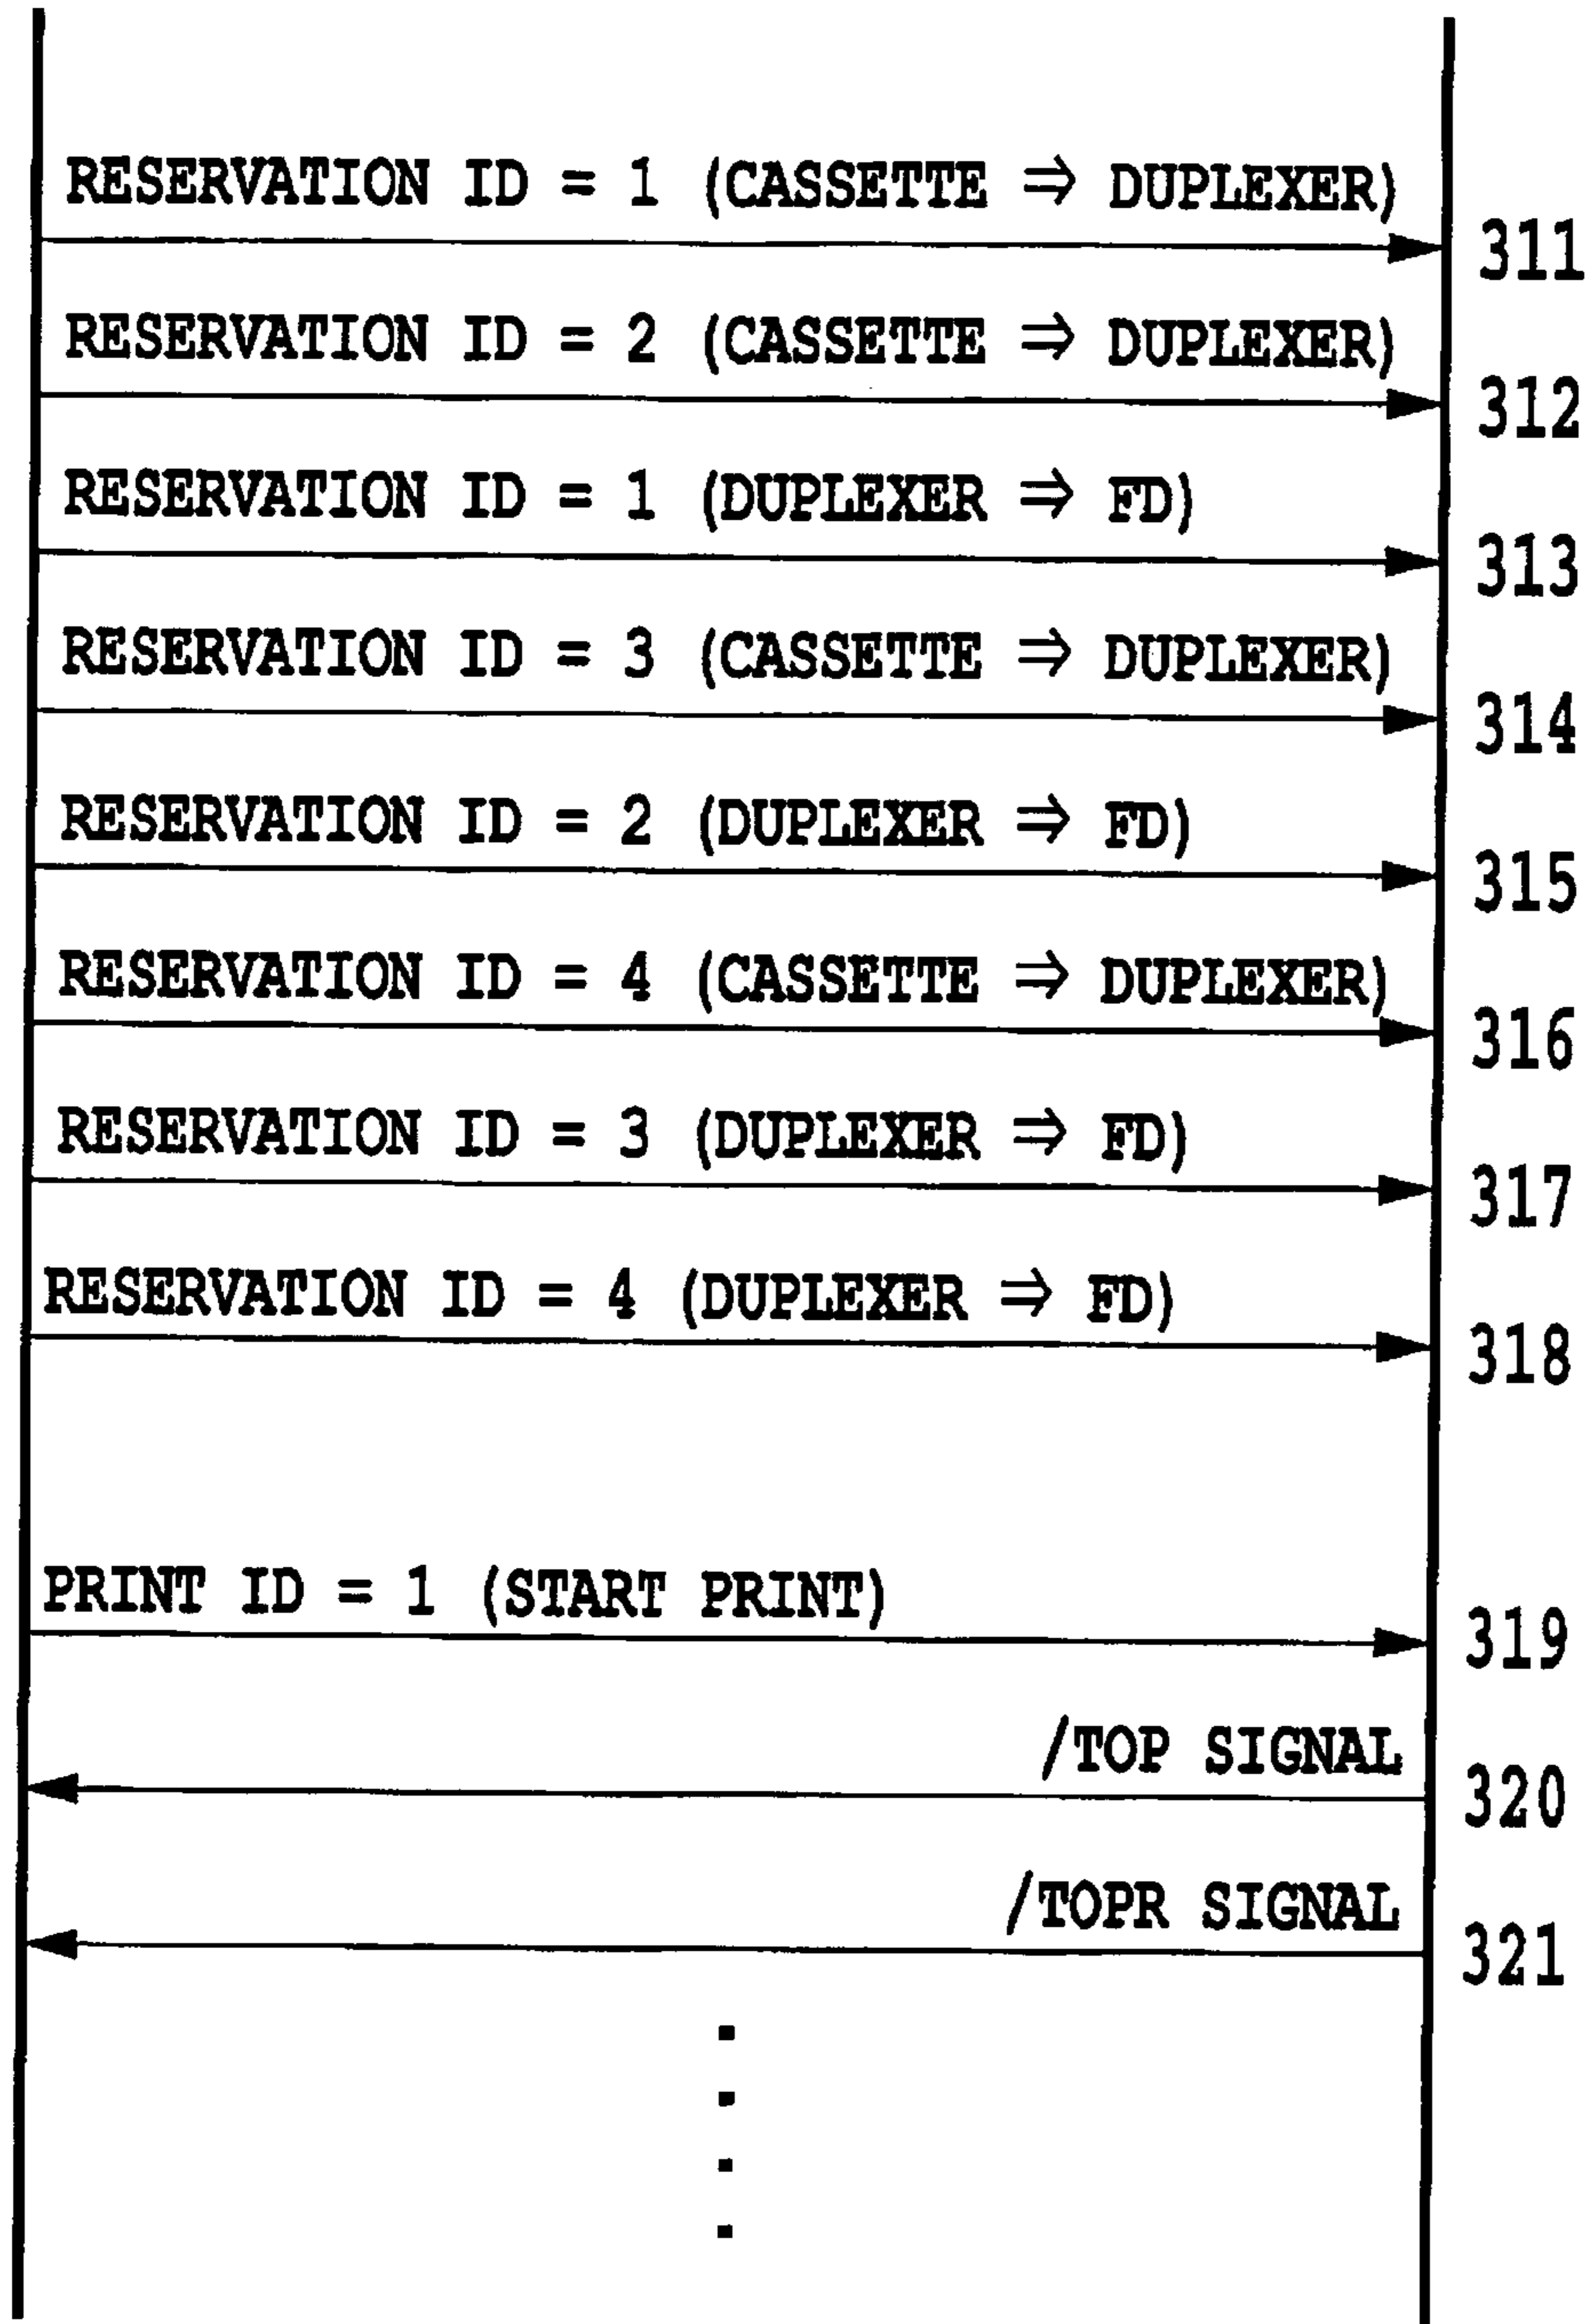 RESERVATION ID = 1 (CASSETTE ⇒ DUPLEXER)
311
RESERVATION ID = 2 (CASSETTE ⇒ DUPLEXER)
312
RESERVATION ID = 1 (DUPLEXER ⇒ FD)
313
RESERVATION ID = 3 (CASSETTE ⇒ DUPLEXER)
314
RESERVATION ID = 2 (DUPLEXER ⇒ FD)
315
RESERVATION ID = 4 (CASSETTE ⇒ DUPLEXER)
316
RESERVATION ID = 3 (DUPLEXER ⇒ FD)
317
RESERVATION ID = 4 (DUPLEXER ⇒ FD)
318
PRINT ID = 1 (START PRINT)
319
/TOP SIGNAL
320
/TOPR SIGNAL
321